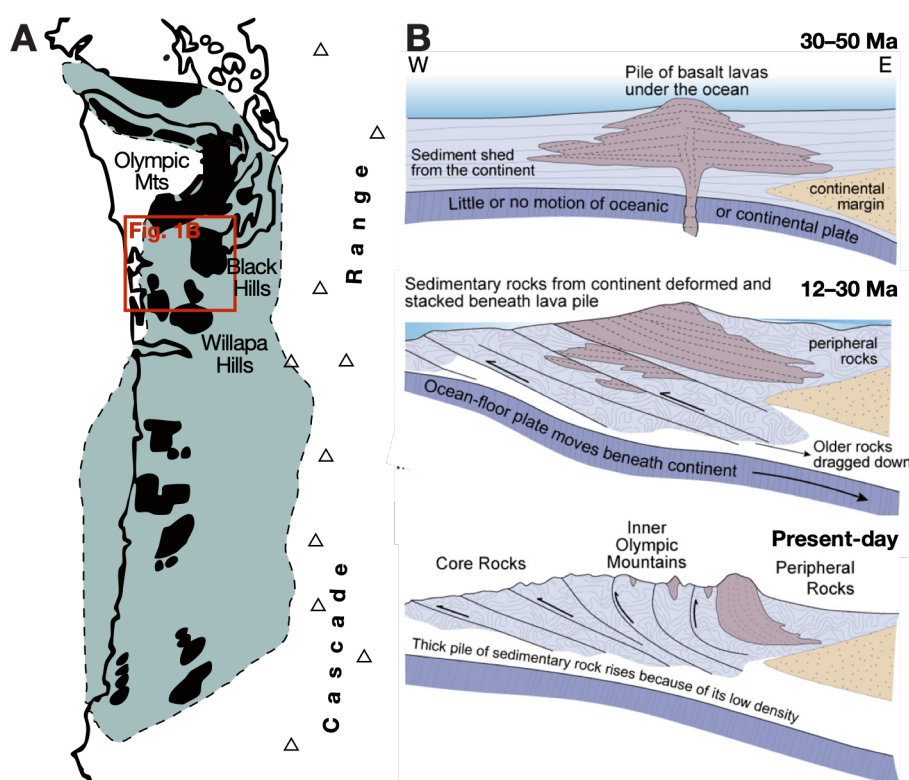 A
Olympic
Mts
Fig. 1B
Black
Hills
Willapa
Hills
Range
Cascade
B
30–50 Ma
W
E
Pile of basalt lavas
under the ocean
Sediment shed
from the continent
continental
margin
Little or no motion of oceanic
or continental plate
Sedimentary rocks from continent deformed and
stacked beneath lava pile
12–30 Ma
peripheral
rocks
Ocean-floor plate moves beneath continent
Older rocks
dragged down
Present-day
Inner
Olympic
Mountains
Core Rocks
Peripheral
Rocks
Thick pile of sedimentary rock rises because of its low density